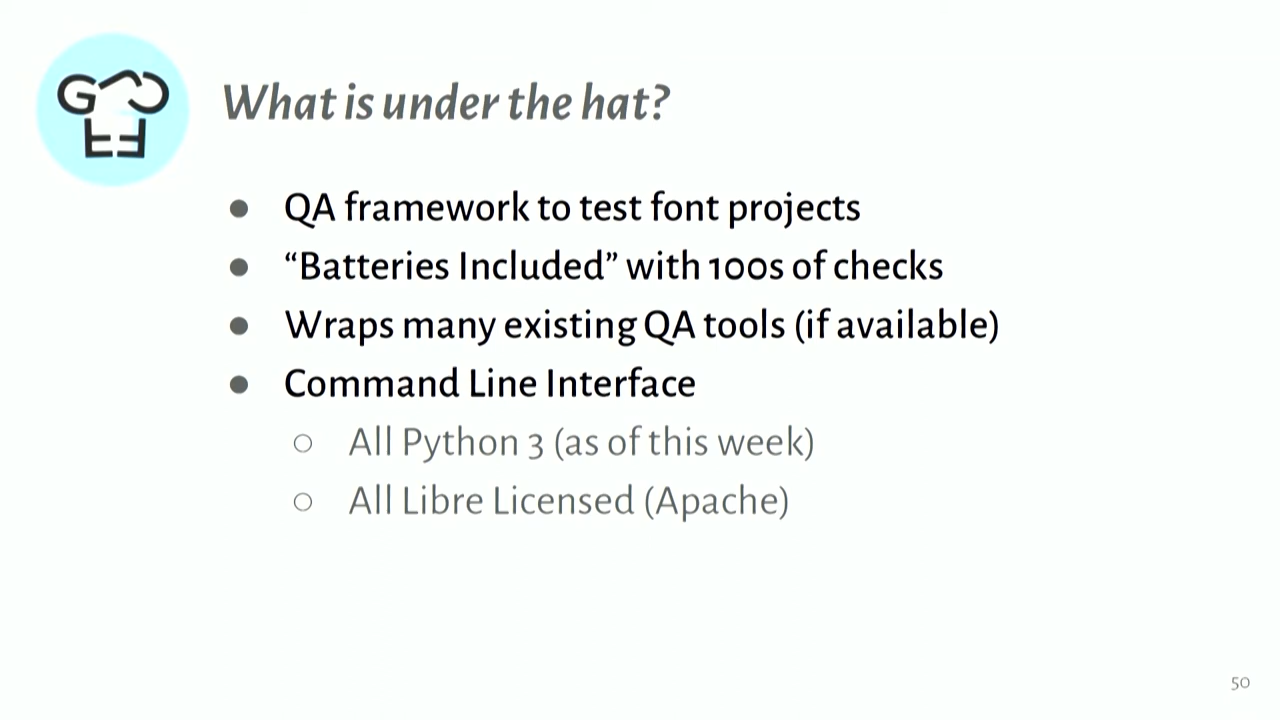 What is under the hat?
● QA framework to test font projects
● “Batteries Included” with 100s of checks
● Wraps many existing QA tools (if available)
● Command Line Interface
○ All Python 3 (as of this week)
○ All Libre Licensed (Apache)
50